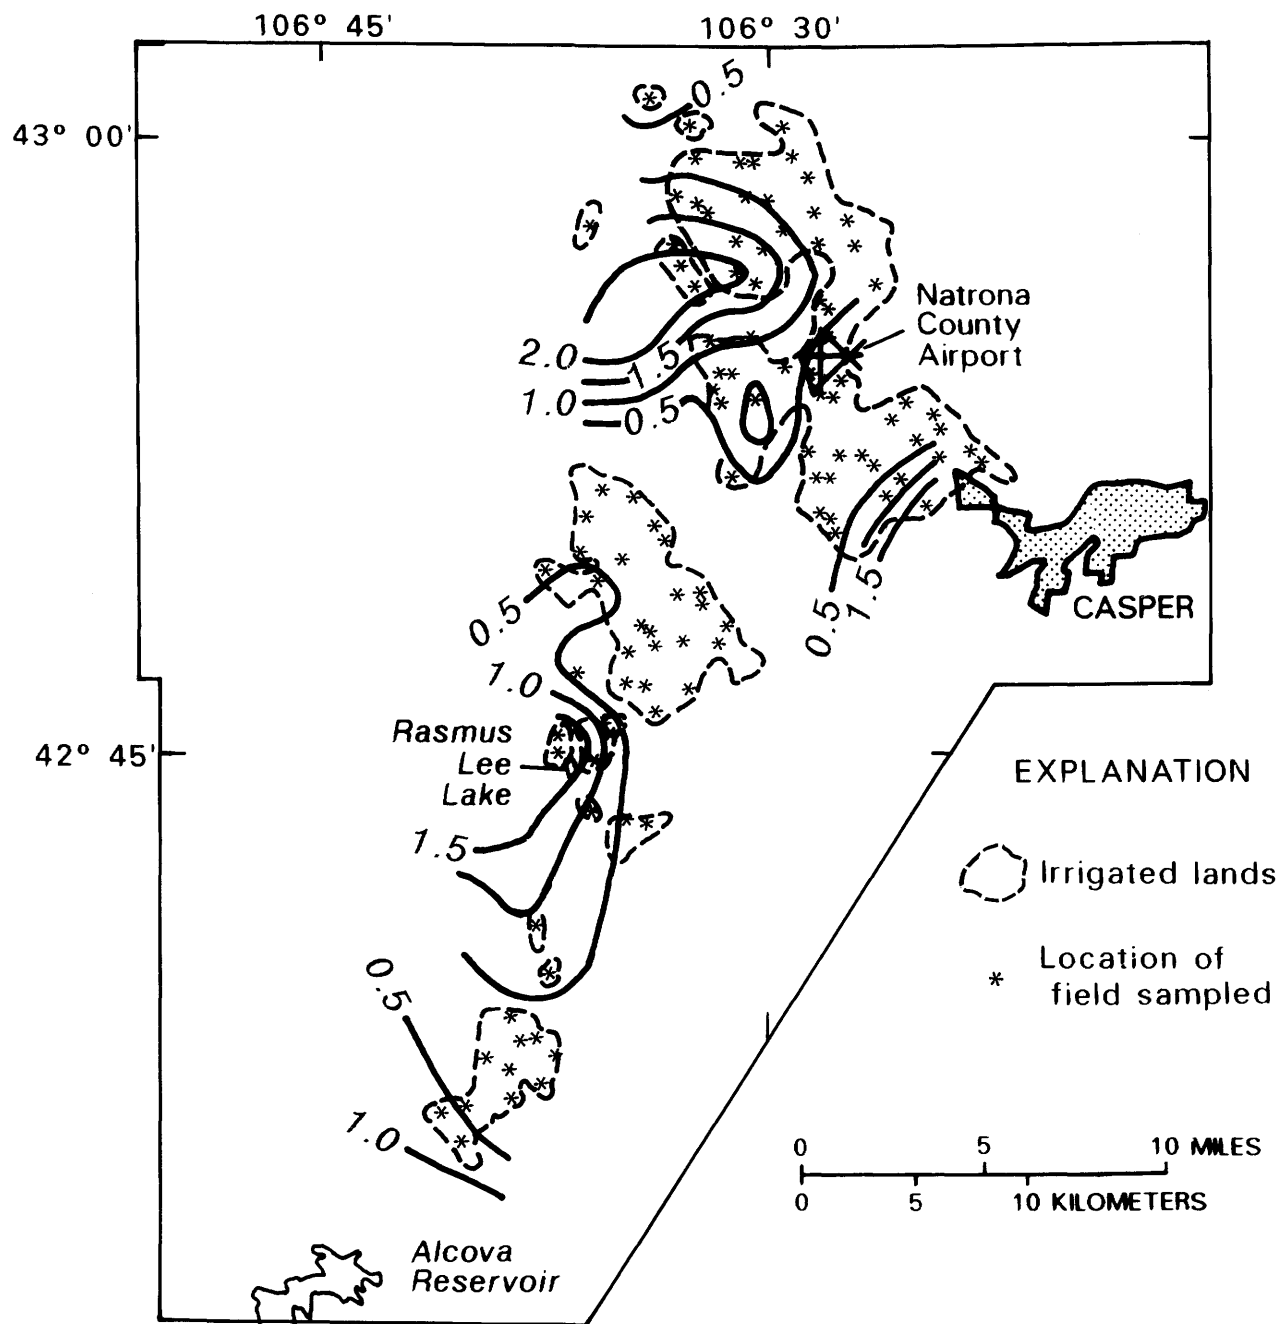 106° 45'
106° 30'
0.5
43° 00'
Natrona
County
Airport
2.0
1.5
1.0
0.5
0.5
1.5
CASPER
0.5
1.0
Rasmus
Lee
Lake
42° 45'
1.5
EXPLANATION
Irrigated lands
* Location of
field sampled
0.5
1.0
0 5 10 MILES
0 5 10 KILOMETERS
Alcova
Reservoir